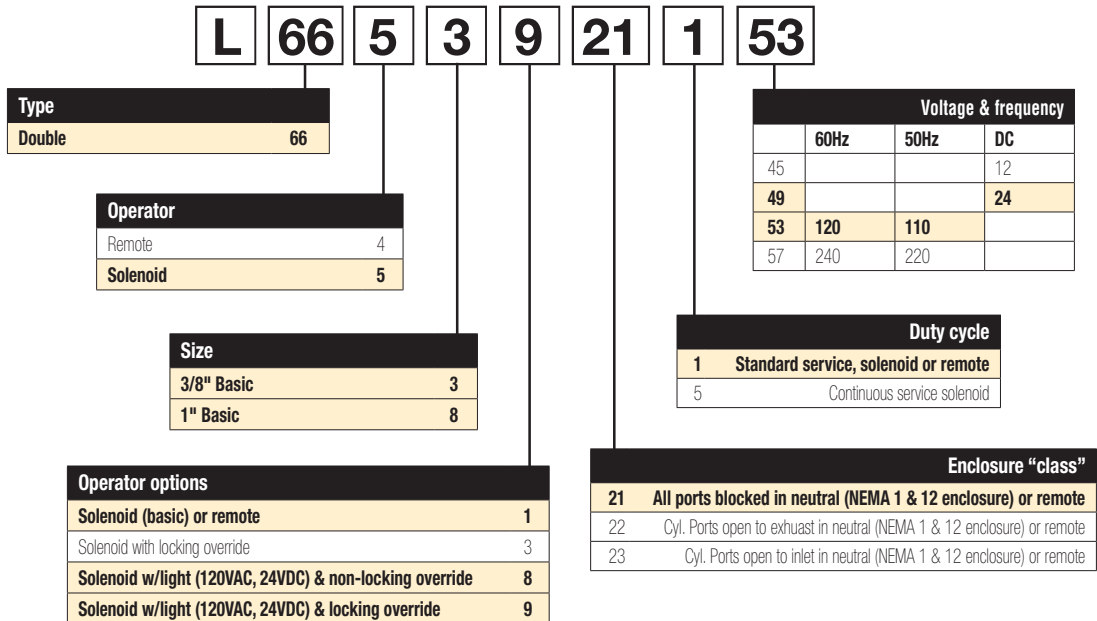 L 66 5 3 9 21 1 53
Type
Double 66
Operator
Remote 4
Solenoid 5
Size
3/8" Basic 3
1" Basic 8
Operator options
Solenoid (basic) or remote 1
Solenoid with locking override 3
Solenoid w/light (120VAC, 24VDC) & non-locking override 8
Solenoid w/light (120VAC, 24VDC) & locking override 9
Voltage & frequency
60Hz 50Hz DC
45 12
49 24
53 120 110
57 240 220
Duty cycle
1 Standard service, solenoid or remote
5 Continuous service solenoid
Enclosure “class”
21 All ports blocked in neutral (NEMA 1 & 12 enclosure) or remote
22 Cyl. Ports open to exhuast in neutral (NEMA 1 & 12 enclosure) or remote
23 Cyl. Ports open to inlet in neutral (NEMA 1 & 12 enclosure) or remote